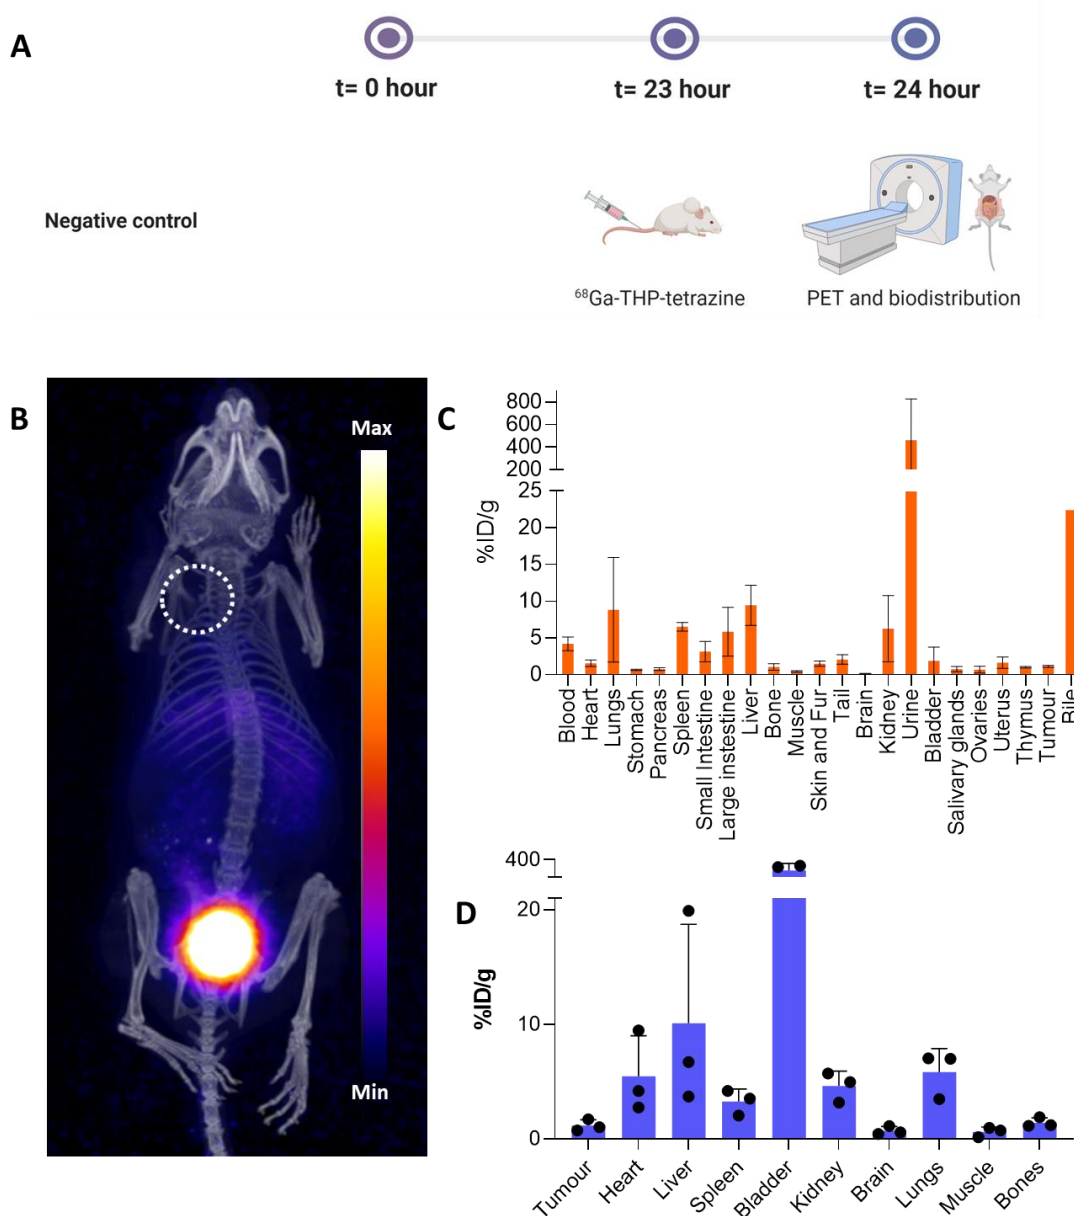 A
t= 0 hour
t= 23 hour
t= 24 hour
Negative control
⁶⁸Ga-THP-tetrazine
PET and biodistribution
B
Max
Min
C
%ID/g
800
600
400
200
25
20
15
10
5
0
Blood
Heart
Lungs
Stomach
Pancreas
Spleen
Small Intestine
Large instestine
Liver
Bone
Muscle
Skin and Fur
Tail
Brain
Kidney
Urine
Bladder
Salivary glands
Ovaries
Uterus
Thymus
Tumour
Bile
D
%ID/g
400
20
10
0
Tumour
Heart
Liver
Spleen
Bladder
Kidney
Brain
Lungs
Muscle
Bones